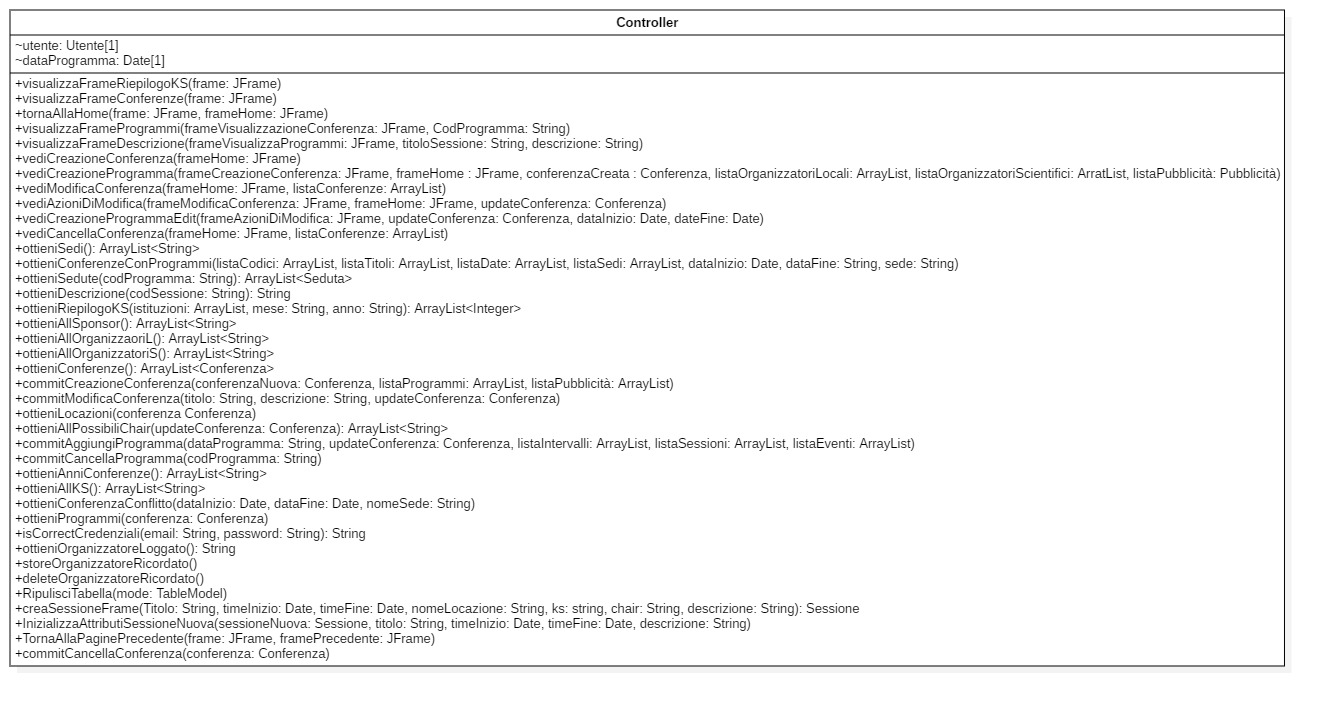 Controller
~utente: Utente[1]
~dataProgramma: Date[1]
+visualizzaFrameRiepilogoKS(frame: JFrame)
+visualizzaFrameConferenze(frame: JFrame)
+tornaAllaHome(frame: JFrame, frameHome: JFrame)
+visualizzaFrameProgrammi(frameVisualizzazioneConferenza: JFrame, CodProgramma: String)
+visualizzaFrameDescrizione(frameVisualizzaProgrammi: JFrame, titoloSessione: String, descrizione: String)
+vediCreazioneConferenza(frameHome: JFrame)
+vediCreazioneProgramma(frameCreazioneConferenza: JFrame, frameHome : JFrame, conferenzaCreata : Conferenza, listaOrganizzatoriLocali: ArrayList, listaOrganizzatoriScientifici: ArratList, listaPubblicità: Pubblicità)
+vediModificaConferenza(frameHome: JFrame, listaConferenze: ArrayList)
+vediAzioniDiModifica(frameModificaConferenza: JFrame, frameHome: JFrame, updateConferenza: Conferenza)
+vediCreazioneProgrammaEdit(frameAzioniDiModifica: JFrame, updateConferenza: Conferenza, dataInizio: Date, dateFine: Date)
+vediCancellaConferenza(frameHome: JFrame, listaConferenze: ArrayList)
+ottieniSedi(): ArrayList<String>
+ottieniConferenzeConProgrammi(listaCodici: ArrayList, listaTitoli: ArrayList, listaDate: ArrayList, listaSedi: ArrayList, dataInizio: Date, dataFine: String, sede: String)
+ottieniSedute(codProgramma: String): ArrayList<Seduta>
+ottieniDescrizione(codSessione: String): String
+ottieniRiepilogoKS(istituzioni: ArrayList, mese: String, anno: String): ArrayList<Integer>
+ottieniAllSponsor(): ArrayList<String>
+ottieniAllOrganizzaoriL(): ArrayList<String>
+ottieniAllOrganizzatoriS(): ArrayList<String>
+ottieniConferenze(): ArrayList<Conferenza>
+commitCreazioneConferenza(conferenzaNuova: Conferenza, listaProgrammi: ArrayList, listaPubblicità: ArrayList)
+commitModificaConferenza(titolo: String, descrizione: String, updateConferenza: Conferenza)
+ottieniLocazioni(conferenza Conferenza)
+ottieniAllPossibiliChair(updateConferenza: Conferenza): ArrayList<String>
+commitAggiungiProgramma(dataProgramma: String, updateConferenza: Conferenza, listaIntervalli: ArrayList, listaSessioni: ArrayList, listaEventi: ArrayList)
+commitCancellaProgramma(codProgramma: String)
+ottieniAnniConferenze(): ArrayList<String>
+ottieniAllKS(): ArrayList<String>
+ottieniConferenzaConflitto(dataInizio: Date, dataFine: Date, nomeSede: String)
+ottieniProgrammi(conferenza: Conferenza)
+isCorrectCredenziali(email: String, password: String): String
+ottieniOrganizzatoreLoggato(): String
+storeOrganizzatoreRicordato()
+deleteOrganizzatoreRicordato()
+RipulisciTabella(mode: TableModel)
+creaSessioneFrame(Titolo: String, timeInizio: Date, timeFine: Date, nomeLocazione: String, ks: string, chair: String, descrizione: String): Sessione
+InizializzaAttributiSessioneNuova(sessioneNuova: Sessione, titolo: String, timeInizio: Date, timeFine: Date, descrizione: String)
+TornaAllaPaginePrecedente(frame: JFrame, framePrecedente: JFrame)
+commitCancellaConferenza(conferenza: Conferenza)